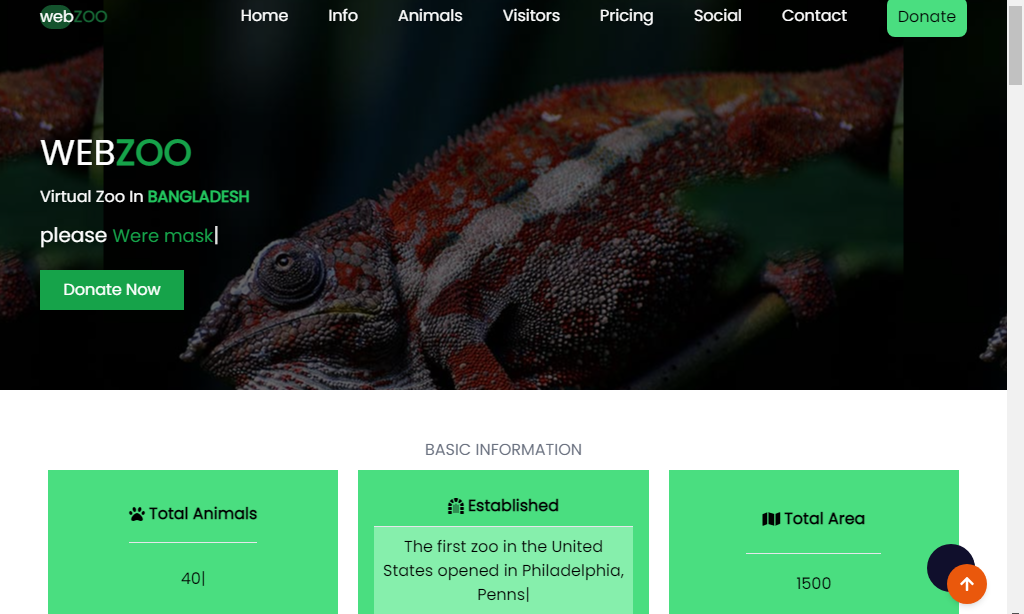 webZOO Home Info Animals Visitors Pricing Social Contact Donate
WEBZOO
Virtual Zoo In BANGLADESH
please Were mask|
Donate Now
BASIC INFORMATION
Total Animals
40|
Established
The first zoo in the United
States opened in Philadelphia,
Penns|
Total Area
1500